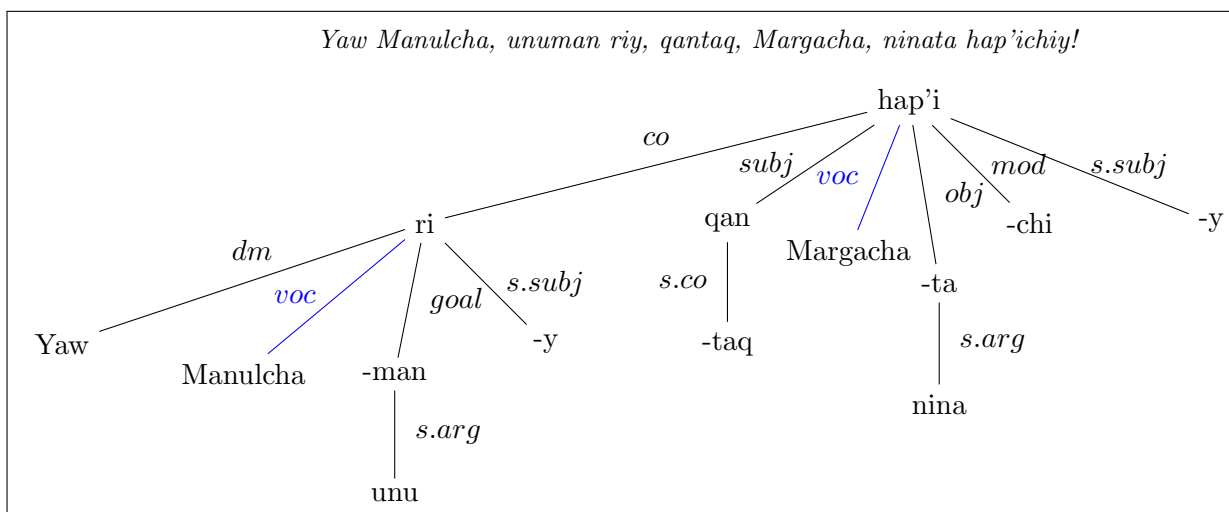 Yaw Manulcha, unuman riy, qantaq, Margacha, ninata hap'ichiy!
hap'i
co
subj
voc
obj
mod
s.subj
ri
qan
Margacha
-ta
-chi
-y
dm
voc
goal
s.subj
s.co
s.arg
Yaw
Manulcha
-man
-y
-taq
nina
s.arg
unu